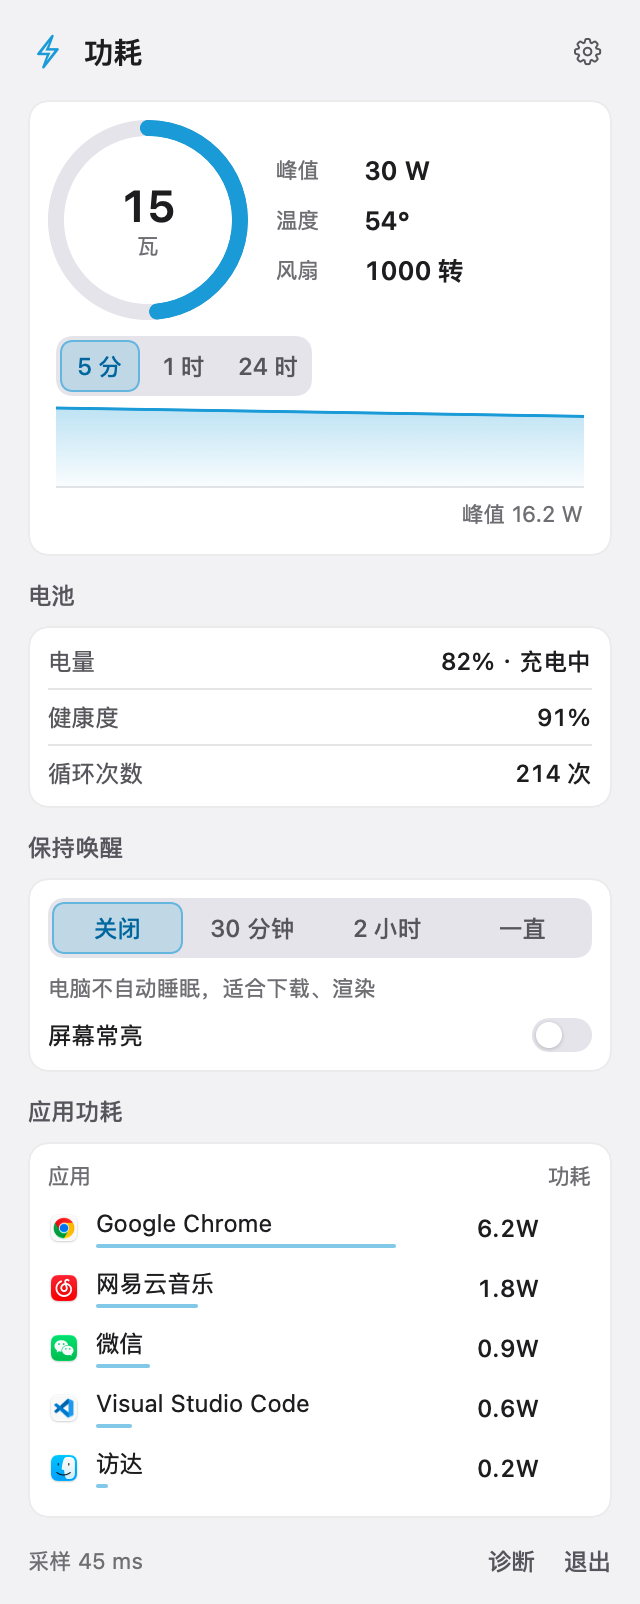 功耗
15
瓦
峰值 30 W
温度 54°
风扇 1000 转
5 分 1 时 24 时
峰值 16.2 W
电池
电量 82% · 充电中
健康度 91%
循环次数 214 次
保持唤醒
关闭 30 分钟 2 小时 一直
电脑不自动睡眠，适合下载、渲染
屏幕常亮
应用功耗
应用 功耗
Google Chrome 6.2W
网易云音乐 1.8W
微信 0.9W
Visual Studio Code 0.6W
访达 0.2W
采样 45 ms 诊断 退出